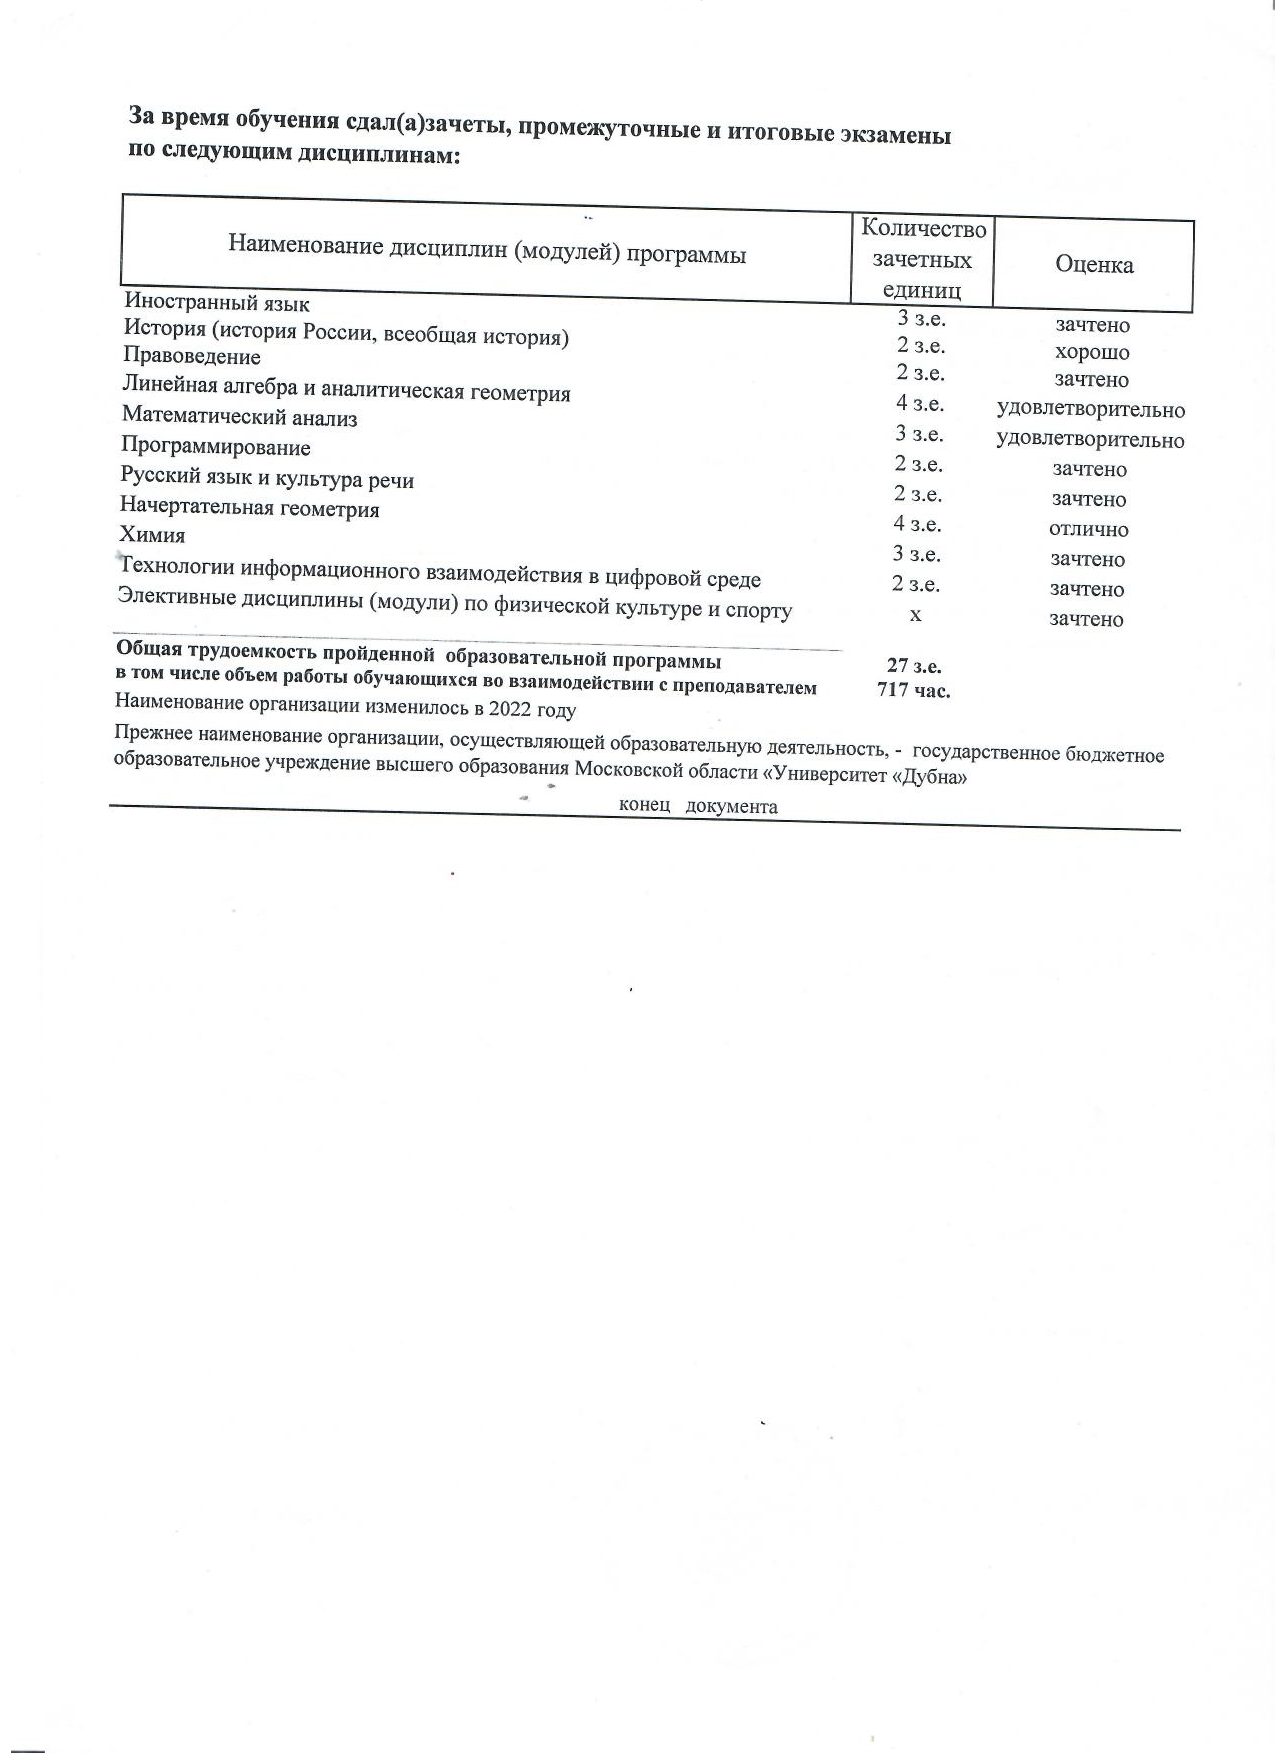 За время обучения сдал(а)зачеты, промежуточные и итоговые экзамены
по следующим дисциплинам:
Наименование дисциплин (модулей) программы
Количество
зачетных
единиц
Оценка
Иностранный язык 3 з.е. зачтено
История (история России, всеобщая история) 2 з.е. хорошо
Правоведение 2 з.е. зачтено
Линейная алгебра и аналитическая геометрия 4 з.е. удовлетворительно
Математический анализ 3 з.е. удовлетворительно
Программирование 2 з.е. зачтено
Русский язык и культура речи 2 з.е. зачтено
Начертательная геометрия 4 з.е. отлично
Химия 3 з.е. зачтено
Технологии информационного взаимодействия в цифровой среде 2 з.е. зачтено
Элективные дисциплины (модули) по физической культуре и спорту х зачтено
Общая трудоемкость пройденной образовательной программы 27 з.е.
в том числе объем работы обучающихся во взаимодействии с преподавателем 717 час.
Наименование организации изменилось в 2022 году
Прежнее наименование организации, осуществляющей образовательную деятельность, - государственное бюджетное
образовательное учреждение высшего образования Московской области «Университет «Дубна»
конец документа